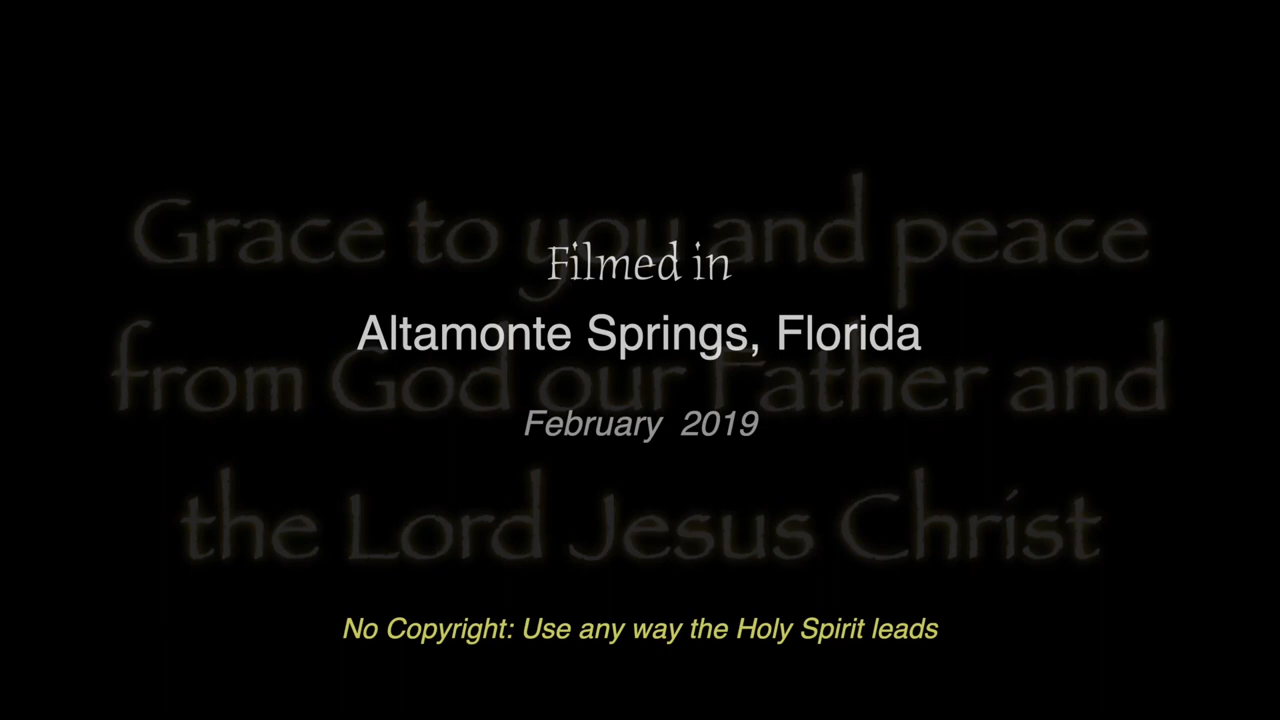 Grace to you and peace
Filmed in
Altamonte Springs, Florida
from God our Father and
February 2019
the Lord Jesus Christ
No Copyright: Use any way the Holy Spirit leads